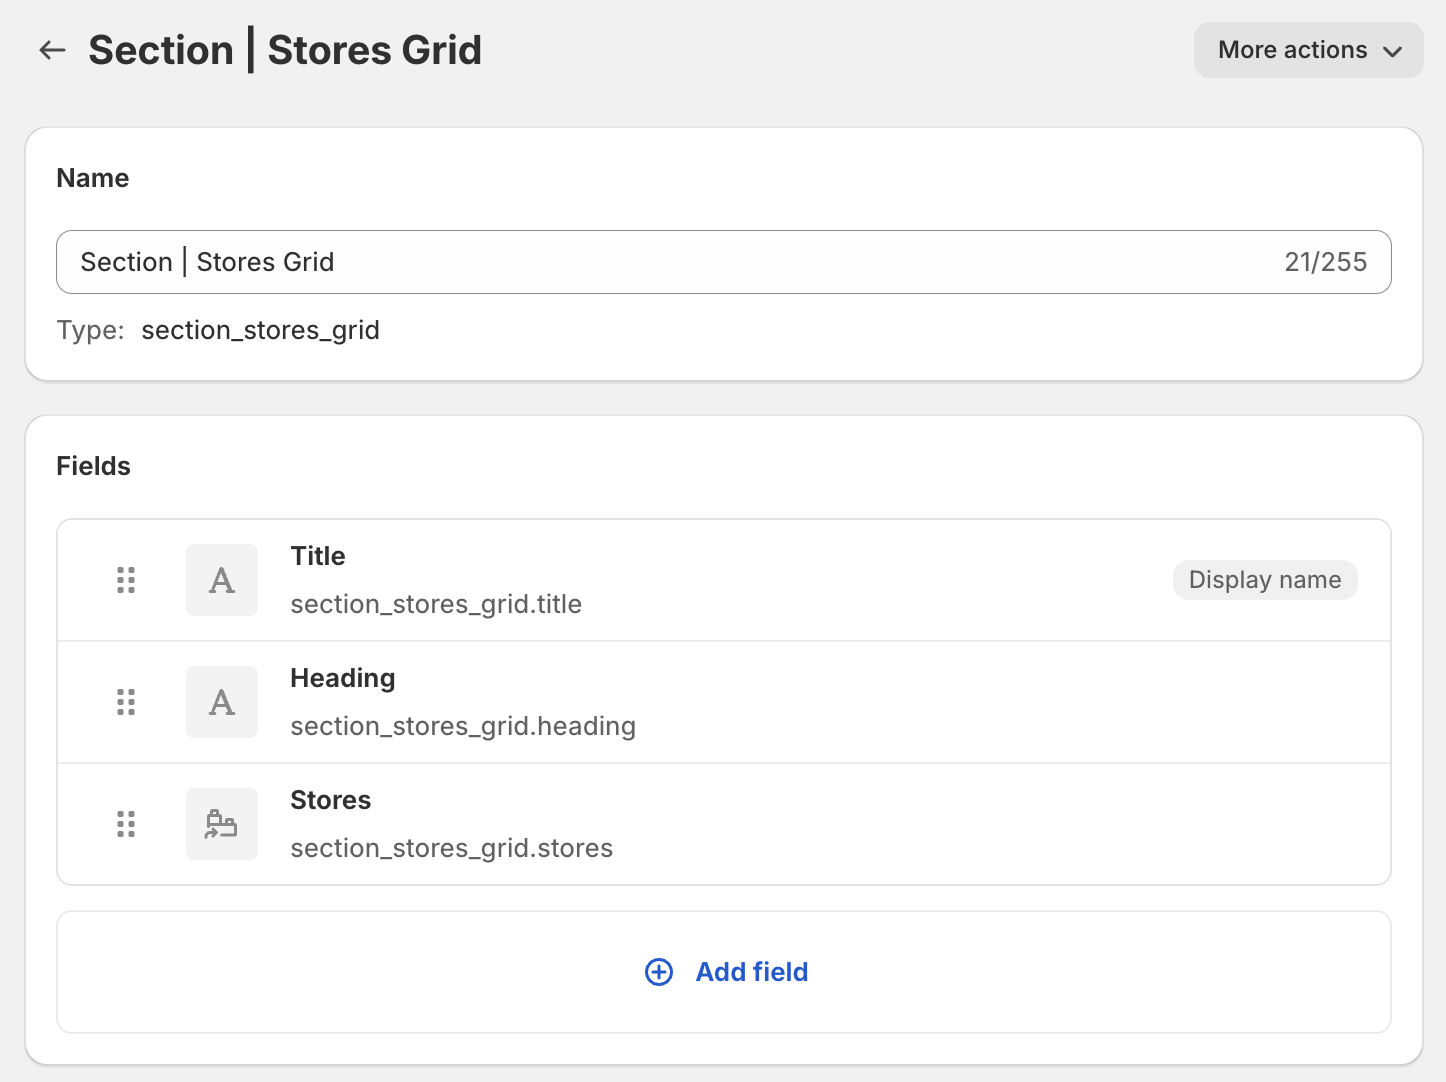 Section | Stores Grid
More actions
Name
Section | Stores Grid
21/255
Type: section_stores_grid
Fields
Title
section_stores_grid.title
Display name
Heading
section_stores_grid.heading
Stores
section_stores_grid.stores
Add field